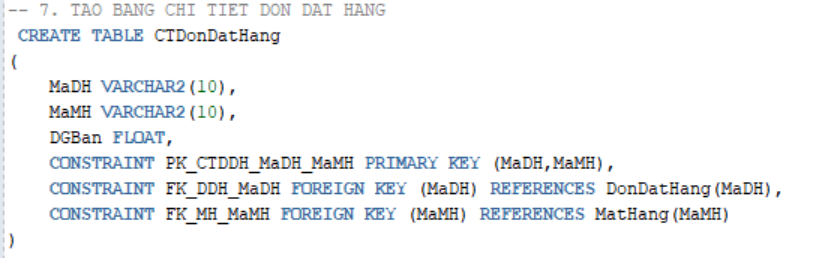 -- 7. TAO BANG CHI TIET DON DAT HANG
CREATE TABLE CTDonDatHang
(
MaDH VARCHAR2(10),
MaMH VARCHAR2(10),
DGBan FLOAT,
CONSTRAINT PK_CTDDH_MaDH_MaMH PRIMARY KEY (MaDH,MaMH),
CONSTRAINT FK_DDH_MaDH FOREIGN KEY (MaDH) REFERENCES DonDatHang(MaDH),
CONSTRAINT FK_MH_MaMH FOREIGN KEY (MaMH) REFERENCES MatHang(MaMH)
)